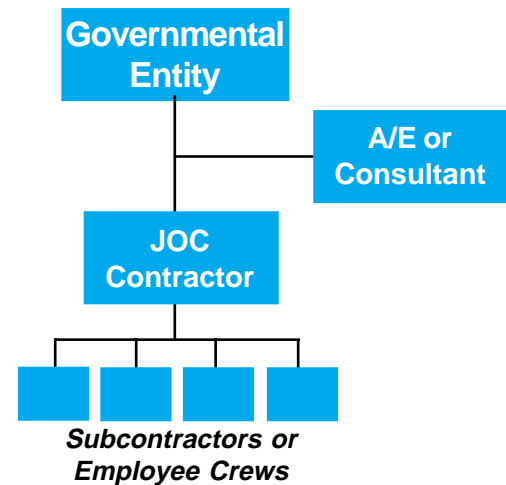 Governmental
Entity
A/E or
Consultant
JOC
Contractor
Subcontractors or
Employee Crews